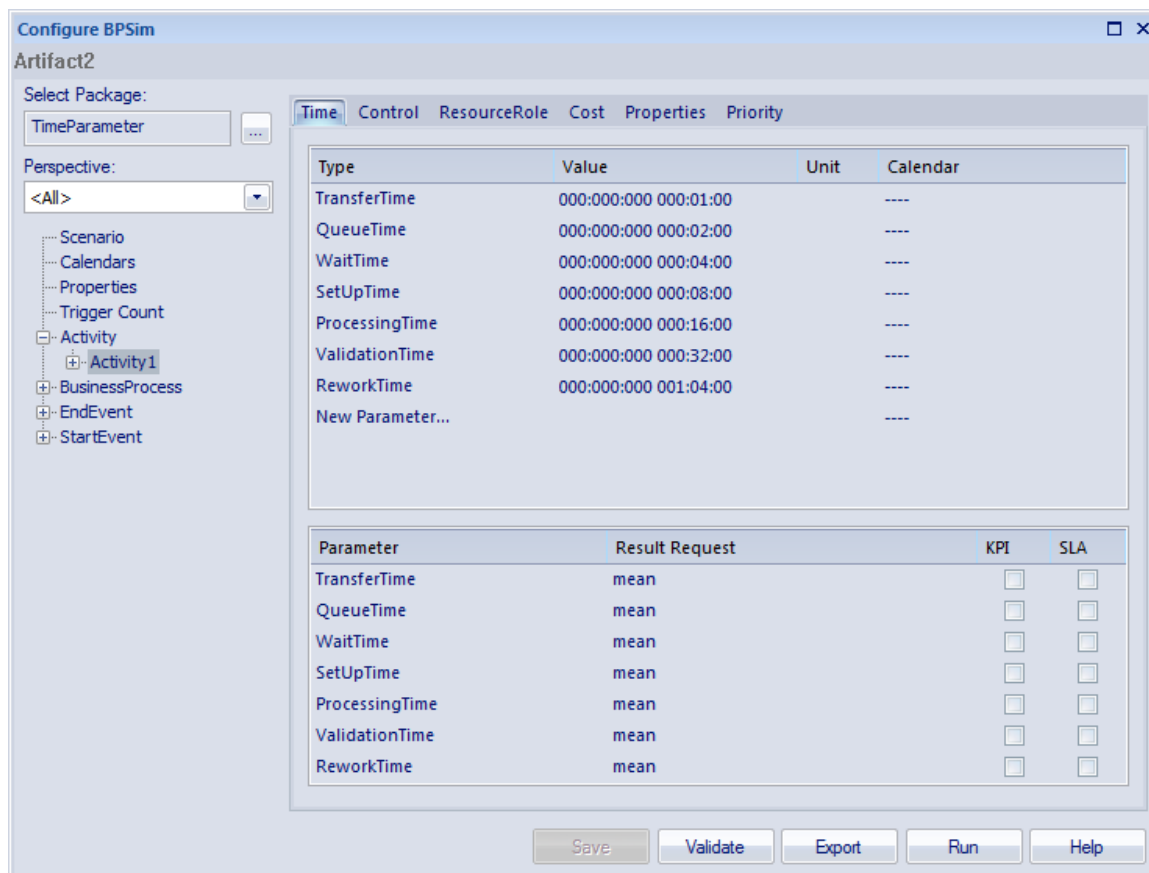 Configure BPSim
Artifact2
Select Package:
TimeParameter
...
Perspective:
<All>
Scenario
Calendars
Properties
Trigger Count
Activity
Activity1
BusinessProcess
EndEvent
StartEvent
Time Control ResourceRole Cost Properties Priority
Type Value Unit Calendar
TransferTime 000:000:000 000:01:00 ----
QueueTime 000:000:000 000:02:00 ----
WaitTime 000:000:000 000:04:00 ----
SetUpTime 000:000:000 000:08:00 ----
ProcessingTime 000:000:000 000:16:00 ----
ValidationTime 000:000:000 000:32:00 ----
ReworkTime 000:000:000 001:04:00 ----
New Parameter... ----
Parameter Result Request KPI SLA
TransferTime mean
QueueTime mean
WaitTime mean
SetUpTime mean
ProcessingTime mean
ValidationTime mean
ReworkTime mean
Save Validate Export Run Help